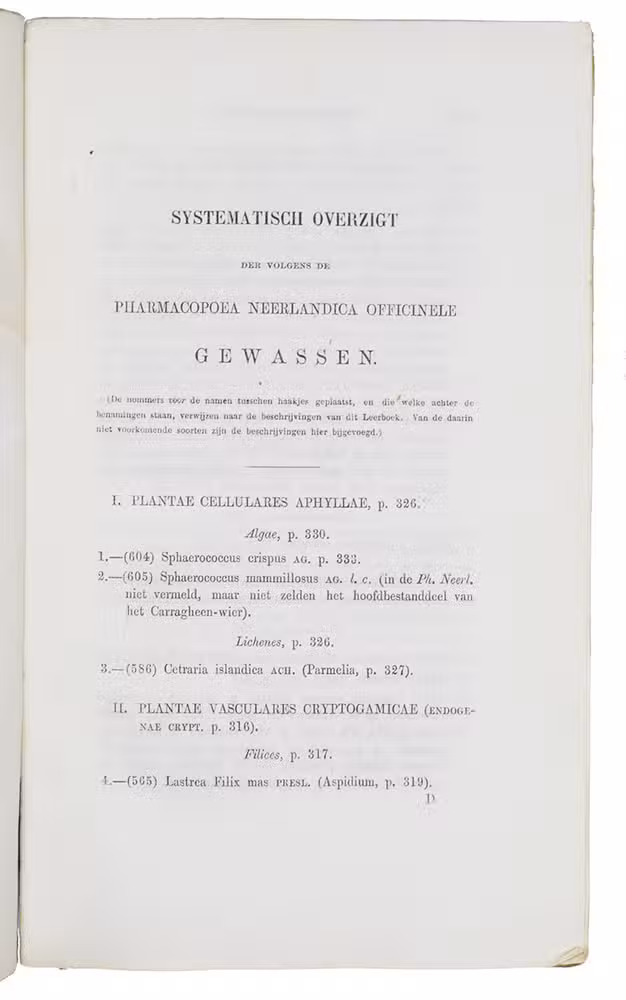 SYSTEMATISCH OVERZIGT
DER VOLGENS DE
PHARMACOPOEA NEERLANDICA OFFICINELE
GEWASSEN.
(De nommers voor de namen tusschen haakjes geplaatst, en die welke achter de
benamingen staan, verwijzen naar de beschrijvingen van dit Leerboek. Van de daarin
niet voorkomende soorten zijn de beschrijvingen hier bijgevoegd.)
I. PLANTAE CELLULARES APHYLLAE, p. 326.
Algae, p. 330.
1.—(604) Sphaerococcus crispus AG. p. 333.
2.—(605) Sphaerococcus mammillosus AG. l. c. (in de Ph. Neerl.
niet vermeld, maar niet zelden het hoofdbestanddeel van
het Carragheen-wier).
Lichenes, p. 326.
3.—(586) Cetraria islandica ACH. (Parmelia, p. 327).
II. PLANTAE VASCULARES CRYPTOGAMICAE (ENDOGE-
NAE CRYPT. p. 316).
Filices, p. 317.
4.—(565) Lastrea Filix mas PRESL. (Aspidium, p. 319).
D